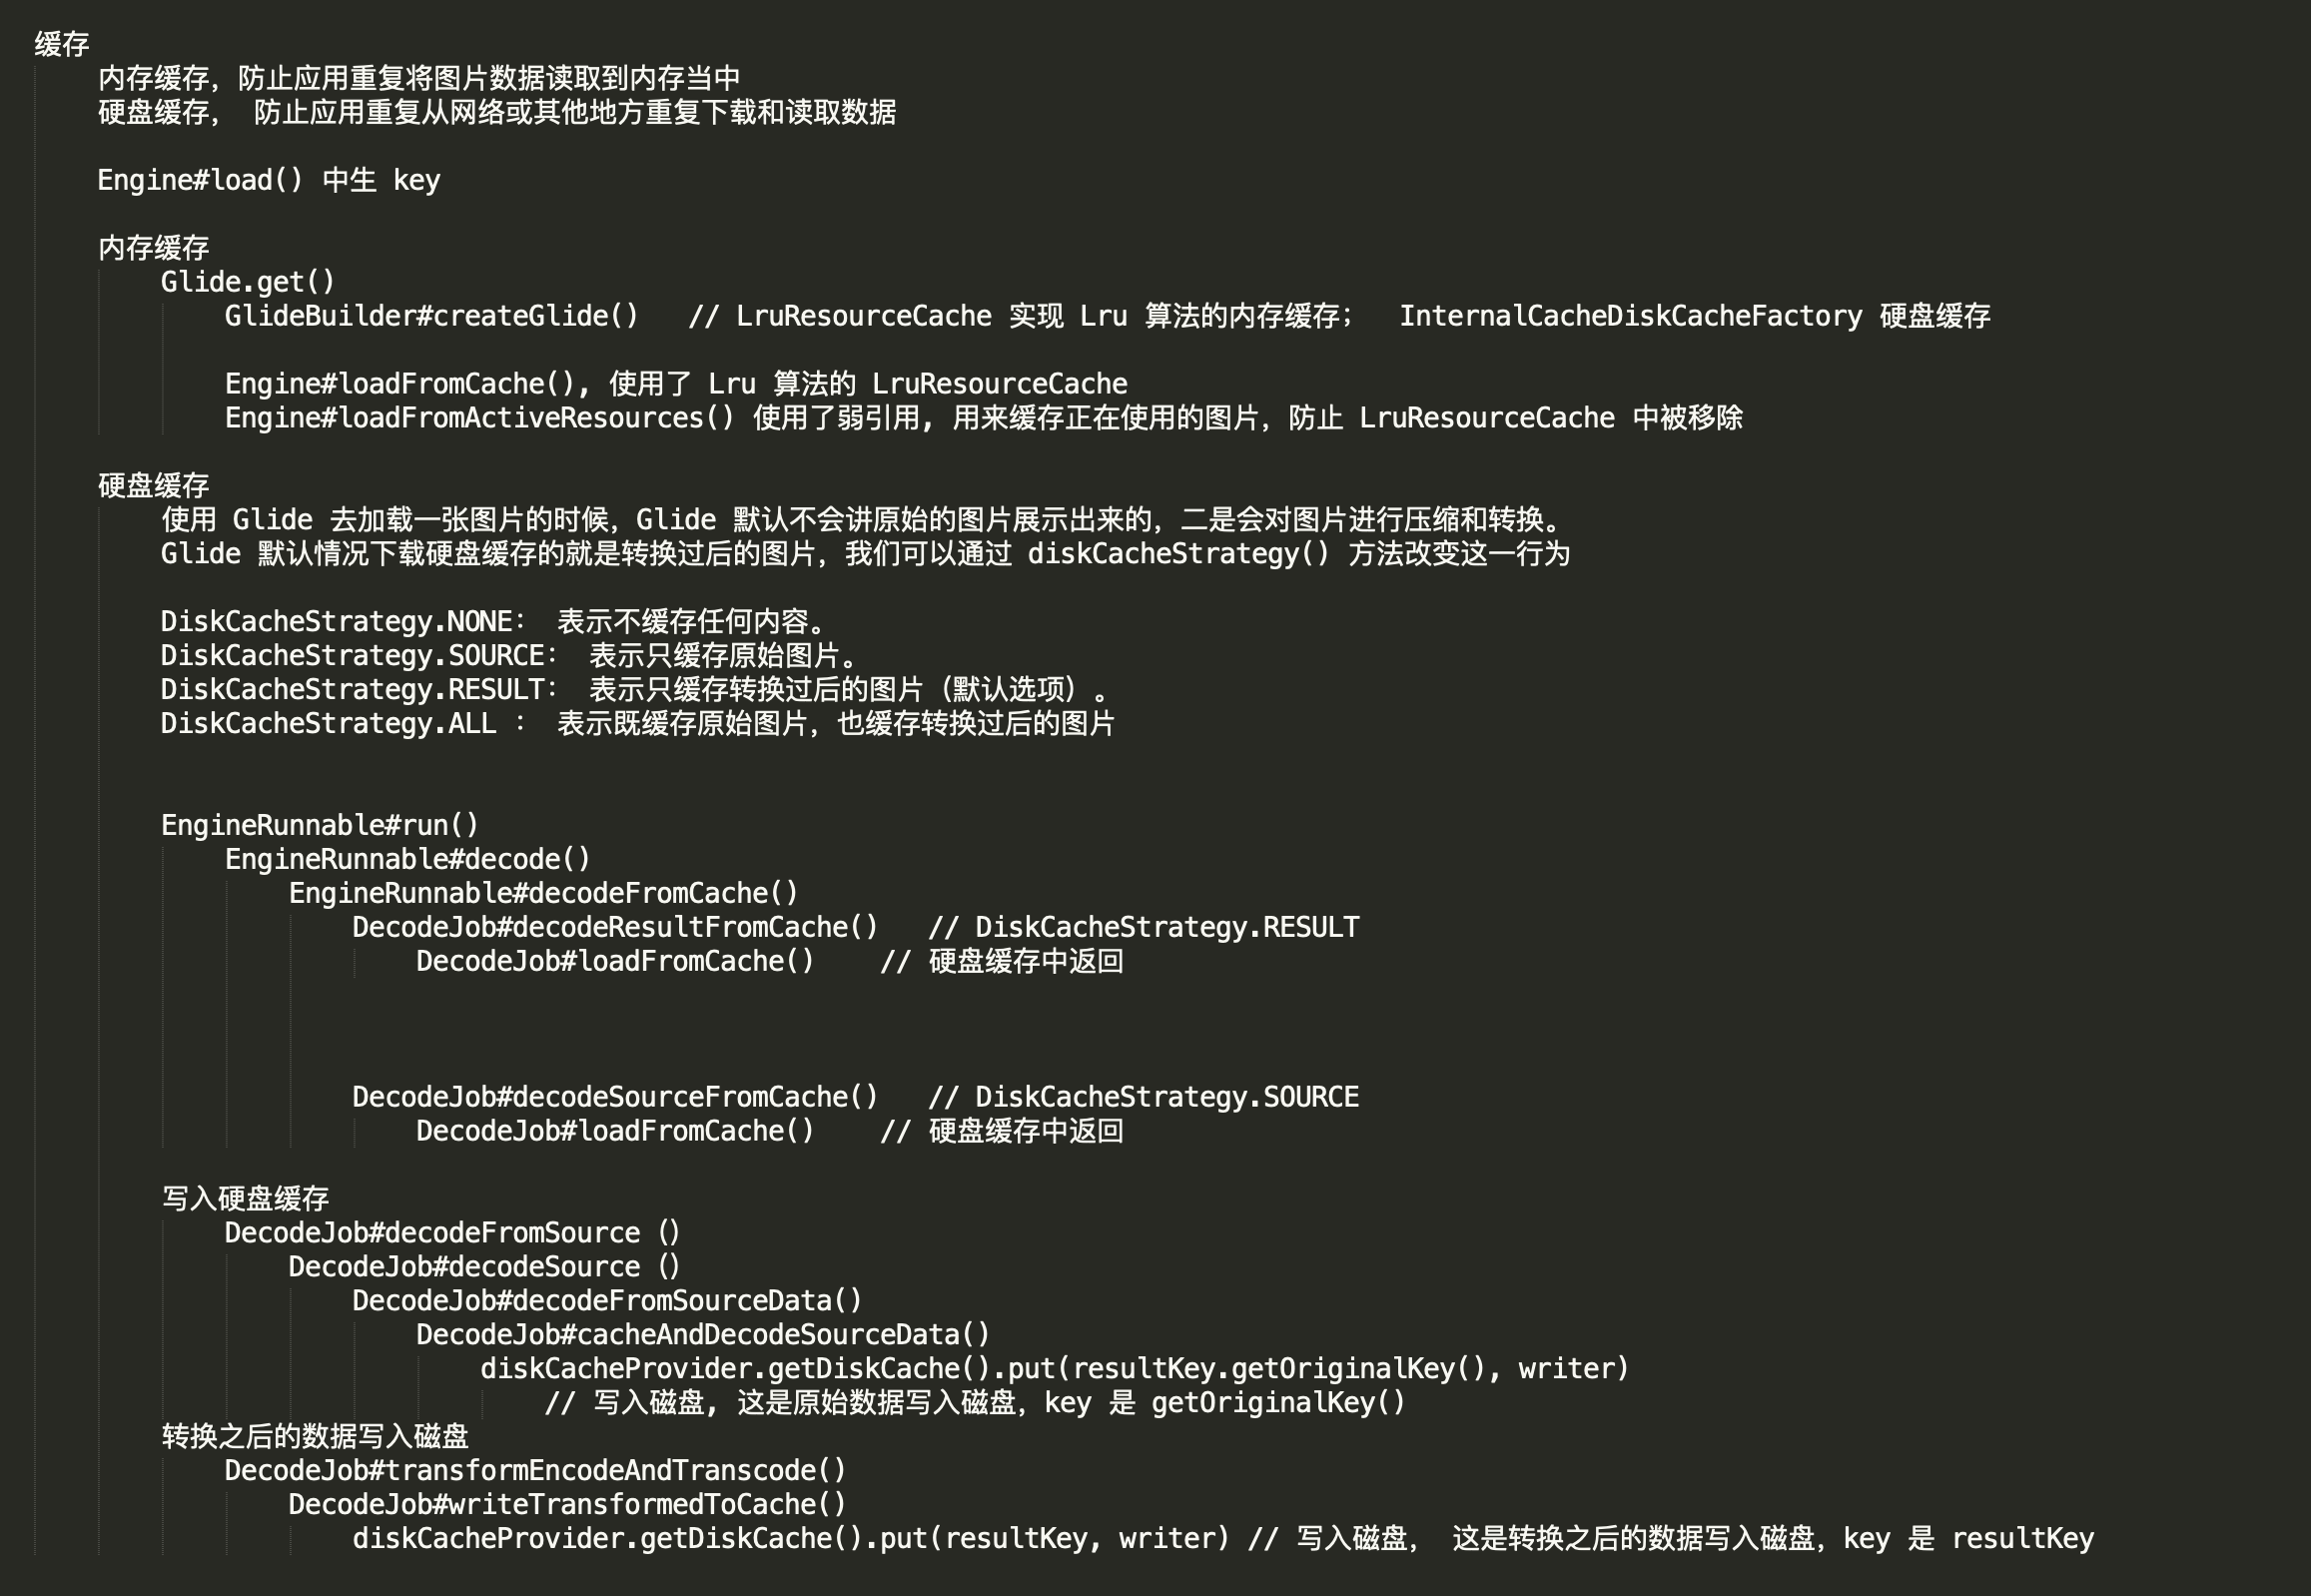 缓存
内存缓存，防止应用重复将图片数据读取到内存当中
硬盘缓存， 防止应用重复从网络或其他地方重复下载和读取数据
Engine#load() 中生 key
内存缓存
Glide.get()
GlideBuilder#createGlide()   // LruResourceCache 实现 Lru 算法的内存缓存；  InternalCacheDiskCacheFactory 硬盘缓存
Engine#loadFromCache(), 使用了 Lru 算法的 LruResourceCache
Engine#loadFromActiveResources() 使用了弱引用, 用来缓存正在使用的图片，防止 LruResourceCache 中被移除
硬盘缓存
使用 Glide 去加载一张图片的时候，Glide 默认不会讲原始的图片展示出来的，二是会对图片进行压缩和转换。
Glide 默认情况下载硬盘缓存的就是转换过后的图片，我们可以通过 diskCacheStrategy() 方法改变这一行为
DiskCacheStrategy.NONE： 表示不缓存任何内容。
DiskCacheStrategy.SOURCE： 表示只缓存原始图片。
DiskCacheStrategy.RESULT： 表示只缓存转换过后的图片（默认选项）。
DiskCacheStrategy.ALL ： 表示既缓存原始图片，也缓存转换过后的图片
EngineRunnable#run()
EngineRunnable#decode()
EngineRunnable#decodeFromCache()
DecodeJob#decodeResultFromCache()   // DiskCacheStrategy.RESULT
DecodeJob#loadFromCache()    // 硬盘缓存中返回
DecodeJob#decodeSourceFromCache()   // DiskCacheStrategy.SOURCE
DecodeJob#loadFromCache()    // 硬盘缓存中返回
写入硬盘缓存
DecodeJob#decodeFromSource ()
DecodeJob#decodeSource ()
DecodeJob#decodeFromSourceData()
DecodeJob#cacheAndDecodeSourceData()
diskCacheProvider.getDiskCache().put(resultKey.getOriginalKey(), writer)
// 写入磁盘, 这是原始数据写入磁盘，key 是 getOriginalKey()
转换之后的数据写入磁盘
DecodeJob#transformEncodeAndTranscode()
DecodeJob#writeTransformedToCache()
diskCacheProvider.getDiskCache().put(resultKey, writer) // 写入磁盘， 这是转换之后的数据写入磁盘，key 是 resultKey